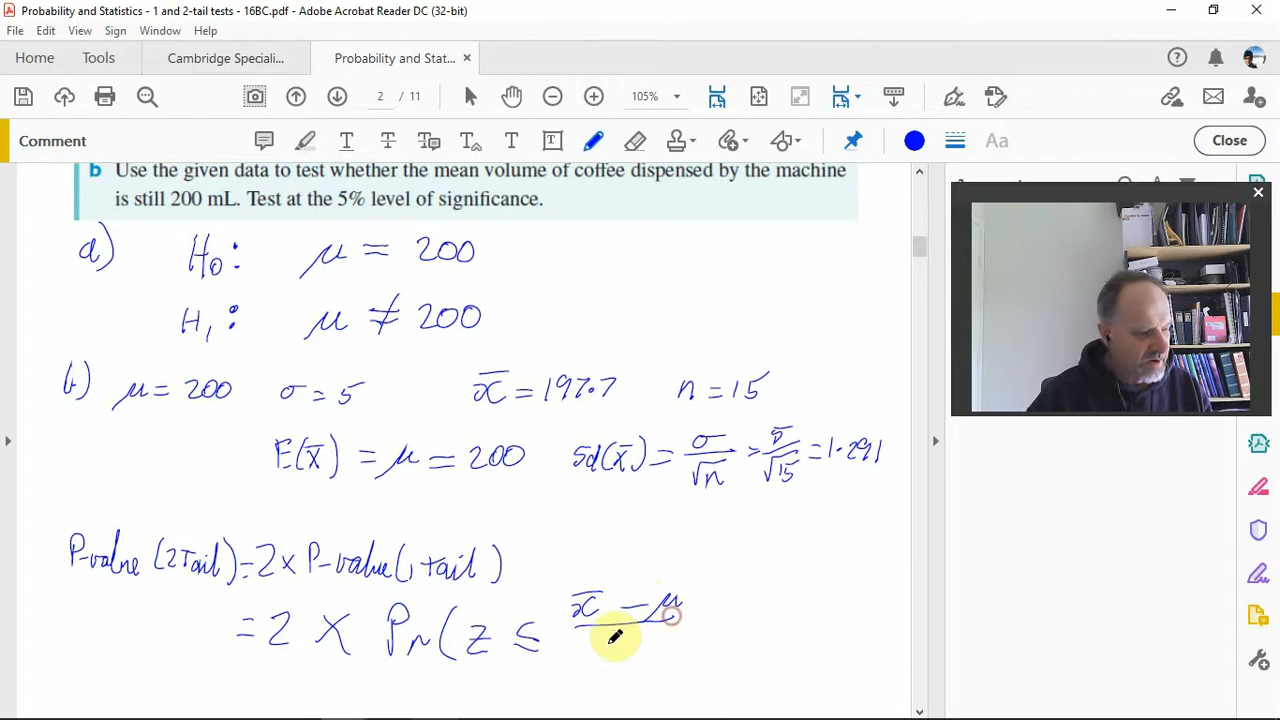 Probability and Statistics - 1 and 2-tail tests - 16BC.pdf - Adobe Acrobat Reader DC (32-bit)
File Edit View Sign Window Help
Home Tools Cambridge Speciali... Probability and Stat... ×
2 / 11 105%
Comment Close
b Use the given data to test whether the mean volume of coffee dispensed by the machine
is still 200 mL. Test at the 5% level of significance.
a) H₀: μ = 200
H₁: μ ≠ 200
b) μ = 200 σ = 5 x̄ = 197.7 n = 15
E(x̄) = μ = 200 sd(x̄) = σ/√n = 5/√15 = 1.291
P-value (2Tail) = 2 × P-value (1 tail)
= 2 × Pr(z ≤ x̄ - μ